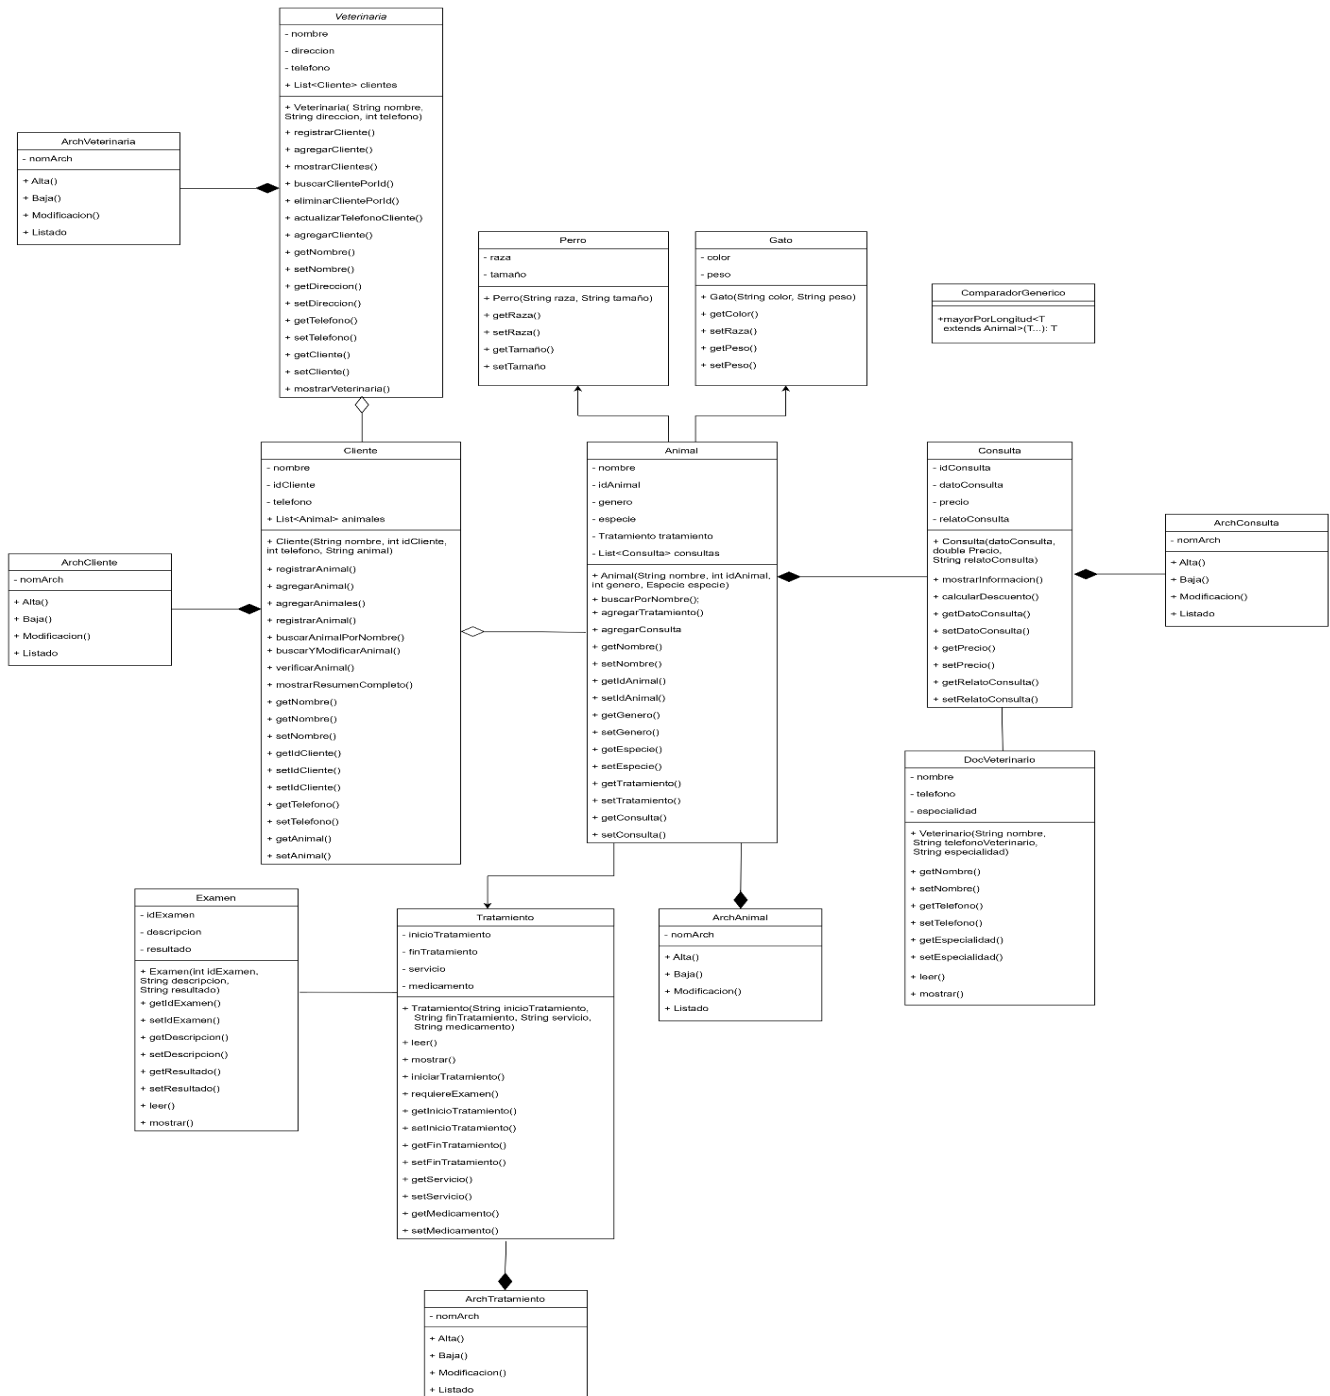 Veterinaria
- nombre
- direccion
- telefono
+ List<Cliente> clientes
+ Veterinaria( String nombre,
String direccion, int telefono)
+ registrarCliente()
+ agregarCliente()
+ mostrarClientes()
+ buscarClientePorId()
+ eliminarClientePorId()
+ actualizarTelefonoCliente()
+ agregarCliente()
+ getNombre()
+ setNombre()
+ getDireccion()
+ setDireccion()
+ getTelefono()
+ setTelefono()
+ getCliente()
+ setCliente()
+ mostrarVeterinaria()
ArchVeterinaria
- nomArch
+ Alta()
+ Baja()
+ Modificacion()
+ Listado
Perro
- raza
- tamaño
+ Perro(String raza, String tamaño)
+ getRaza()
+ setRaza()
+ getTamaño()
+ setTamaño
Gato
- color
- peso
+ Gato(String color, String peso)
+ getColor()
+ setRaza()
+ getPeso()
+ setPeso()
ComparadorGenerico
+mayorPorLongitud<T
extends Animal>(T...): T
Cliente
- nombre
- idCliente
- telefono
+ List<Animal> animales
+ Cliente(String nombre, int idCliente,
int telefono, String animal)
+ registrarAnimal()
+ agregarAnimal()
+ agregarAnimales()
+ registrarAnimal()
+ buscarAnimalPorNombre()
+ buscarYModificarAnimal()
+ verificarAnimal()
+ mostrarResumenCompleto()
+ getNombre()
+ getNombre()
+ setNombre()
+ getIdCliente()
+ setIdCliente()
+ setIdCliente()
+ getTelefono()
+ setTelefono()
+ getAnimal()
+ setAnimal()
Animal
- nombre
- idAnimal
- genero
- especie
- Tratamiento tratamiento
- List<Consulta> consultas
+ Animal(String nombre, int idAnimal,
int genero, Especie especie)
+ buscarPorNombre();
+ agregarTratamiento()
+ agregarConsulta
+ getNombre()
+ setNombre()
+ getIdAnimal()
+ setIdAnimal()
+ getGenero()
+ setGenero()
+ getEspecie()
+ setEspecie()
+ getTratamiento()
+ setTratamiento()
+ getConsulta()
+ setConsulta()
Consulta
- idConsulta
- datoConsulta
- precio
- relatoConsulta
+ Consulta(datoConsulta,
double Precio,
String relatoConsulta)
+ mostrarInformacion()
+ calcularDescuento()
+ getDatoConsulta()
+ setDatoConsulta()
+ getPrecio()
+ setPrecio()
+ getRelatoConsulta()
+ setRelatoConsulta()
ArchConsulta
- nomArch
+ Alta()
+ Baja()
+ Modificacion()
+ Listado
ArchCliente
- nomArch
+ Alta()
+ Baja()
+ Modificacion()
+ Listado
DocVeterinario
- nombre
- telefono
- especialidad
+ Veterinario(String nombre,
String telefonoVeterinario,
String especialidad)
+ getNombre()
+ setNombre()
+ getTelefono()
+ setTelefono()
+ getEspecialidad()
+ setEspecialidad()
+ leer()
+ mostrar()
Examen
- idExamen
- descripcion
- resultado
+ Examen(int idExamen,
String descripcion,
String resultado)
+ getIdExamen()
+ setIdExamen()
+ getDescripcion()
+ setDescripcion()
+ getResultado()
+ setResultado()
+ leer()
+ mostrar()
Tratamiento
- inicioTratamiento
- finTratamiento
- servicio
- medicamento
+ Tratamiento(String inicioTratamiento,
String finTratamiento, String servicio,
String medicamento)
+ leer()
+ mostrar()
+ iniciarTratamiento()
+ requiereExamen()
+ getInicioTratamiento()
+ setInicioTratamiento()
+ getFinTratamiento()
+ setFinTratamiento()
+ getServicio()
+ setServicio()
+ getMedicamento()
+ setMedicamento()
ArchAnimal
- nomArch
+ Alta()
+ Baja()
+ Modificacion()
+ Listado
ArchTratamiento
- nomArch
+ Alta()
+ Baja()
+ Modificacion()
+ Listado